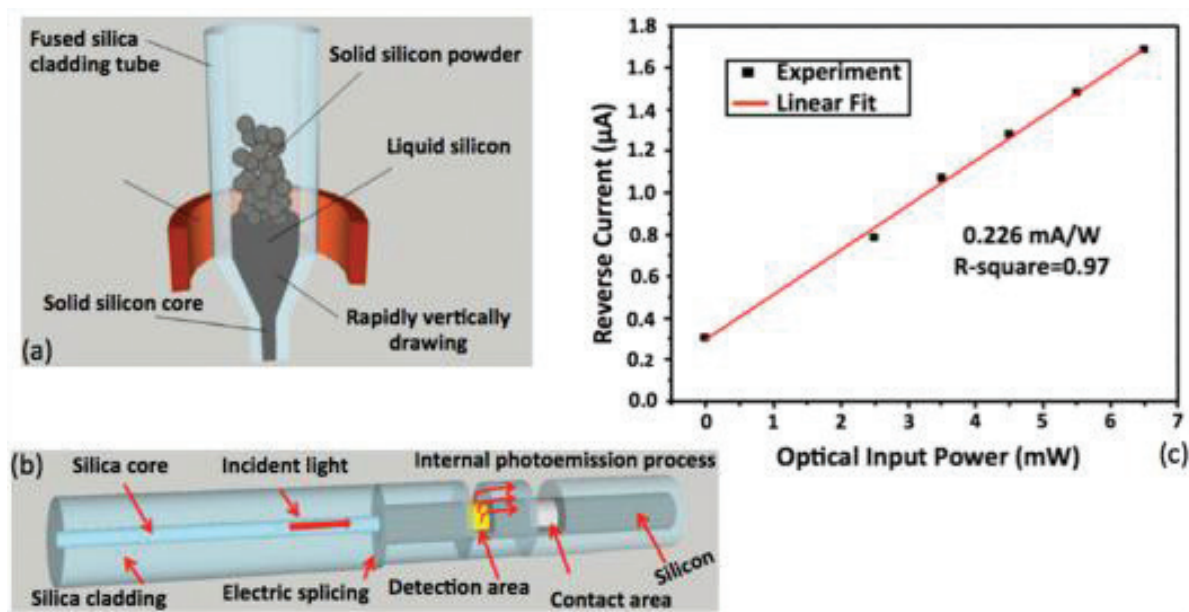 Fused silica
cladding tube
Solid silicon powder
Liquid silicon
Solid silicon core
Rapidly vertically
drawing
(a)
(b)
Silica core
Incident light
Internal photoemission process
Silica cladding
Electric splicing
Detection area
Contact area
Silicon
1.8
1.6
1.4
1.2
1.0
0.8
0.6
0.4
0.2
0.0
Reverse Current (µA)
Experiment
Linear Fit
0.226 mA/W
R-square=0.97
0 1 2 3 4 5 6 7
Optical Input Power (mW)
(c)